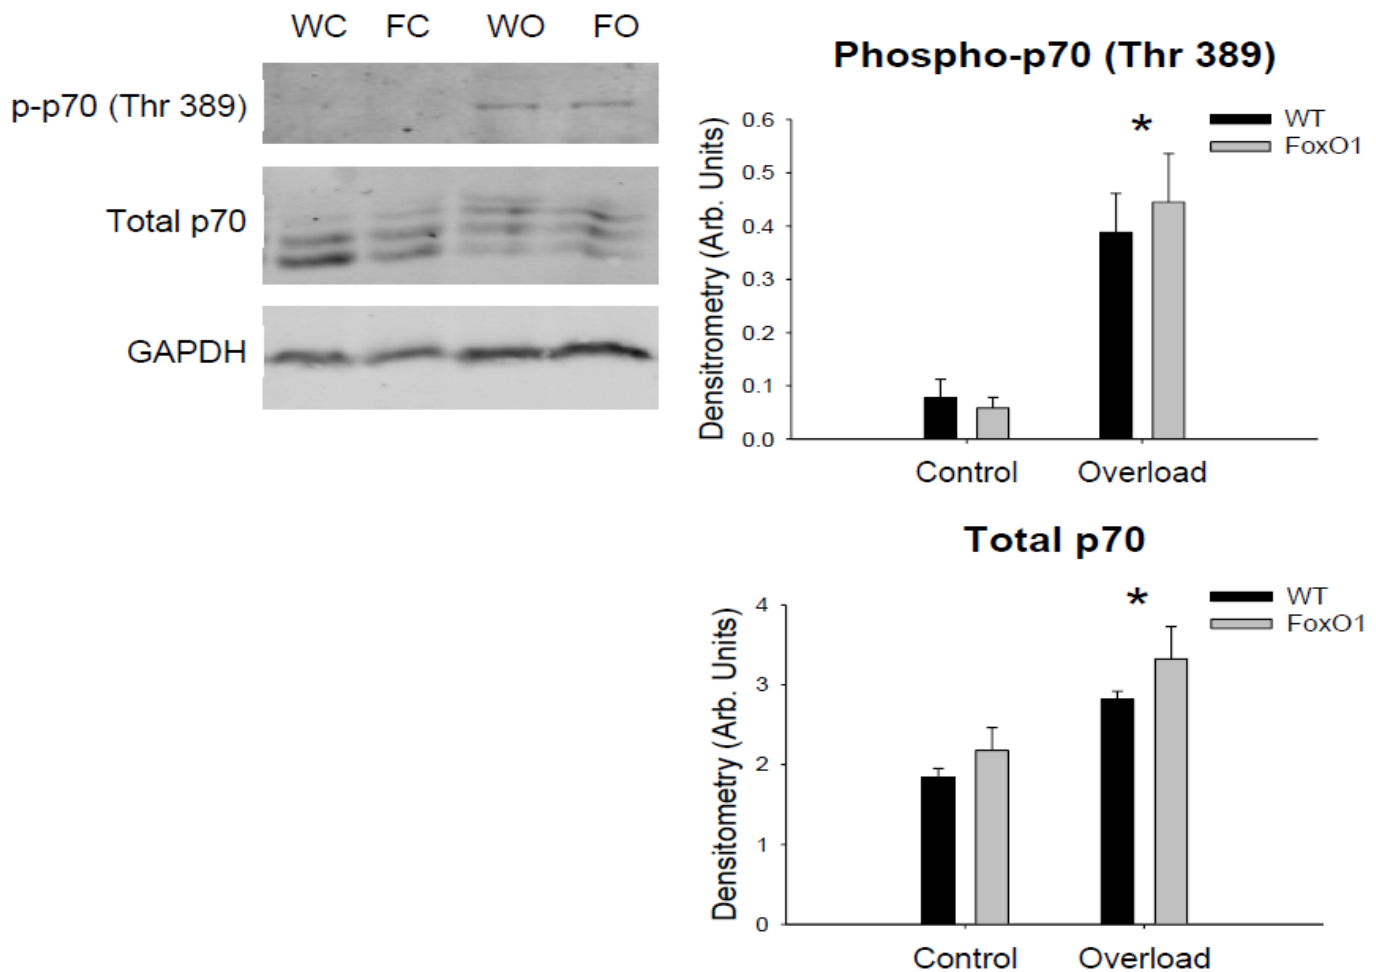 WC FC WO FO
p-p70 (Thr 389)
Total p70
GAPDH
Phospho-p70 (Thr 389)
*
WT
FoxO1
Densitrometry (Arb. Units)
0.6
0.5
0.4
0.3
0.2
0.1
0.0
Control Overload
Total p70
*
WT
FoxO1
Densitometry (Arb. Units)
4
3
2
1
0
Control Overload